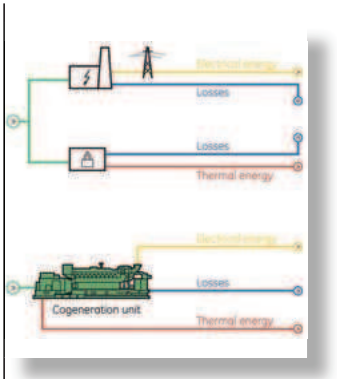 Electrical energy
Losses
Losses
Thermal energy
Electrical energy
Losses
Cogeneration unit
Thermal energy